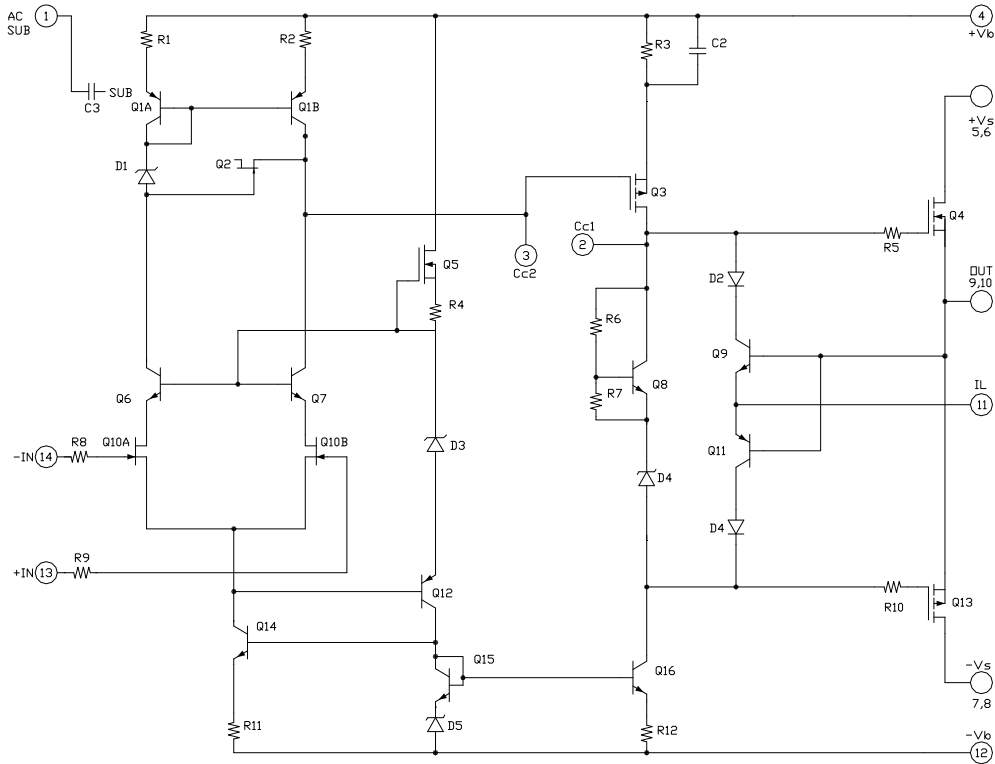 AC
SUB
1
R1
R2
R3
C2
4
+Vb
C3
SUB
Q1A
Q1B
+Vs
5,6
D1
Q2
Q3
Q4
Cc1
2
R5
3
Cc2
Q5
D2
OUT
9,10
R4
R6
Q9
Q8
Q6
Q7
R7
IL
11
Q10A
Q10B
R8
-IN 14
D3
Q11
D4
D4
R9
+IN 13
Q12
R10
Q13
Q14
Q15
Q16
-Vs
7,8
R11
D5
R12
-Vb
12